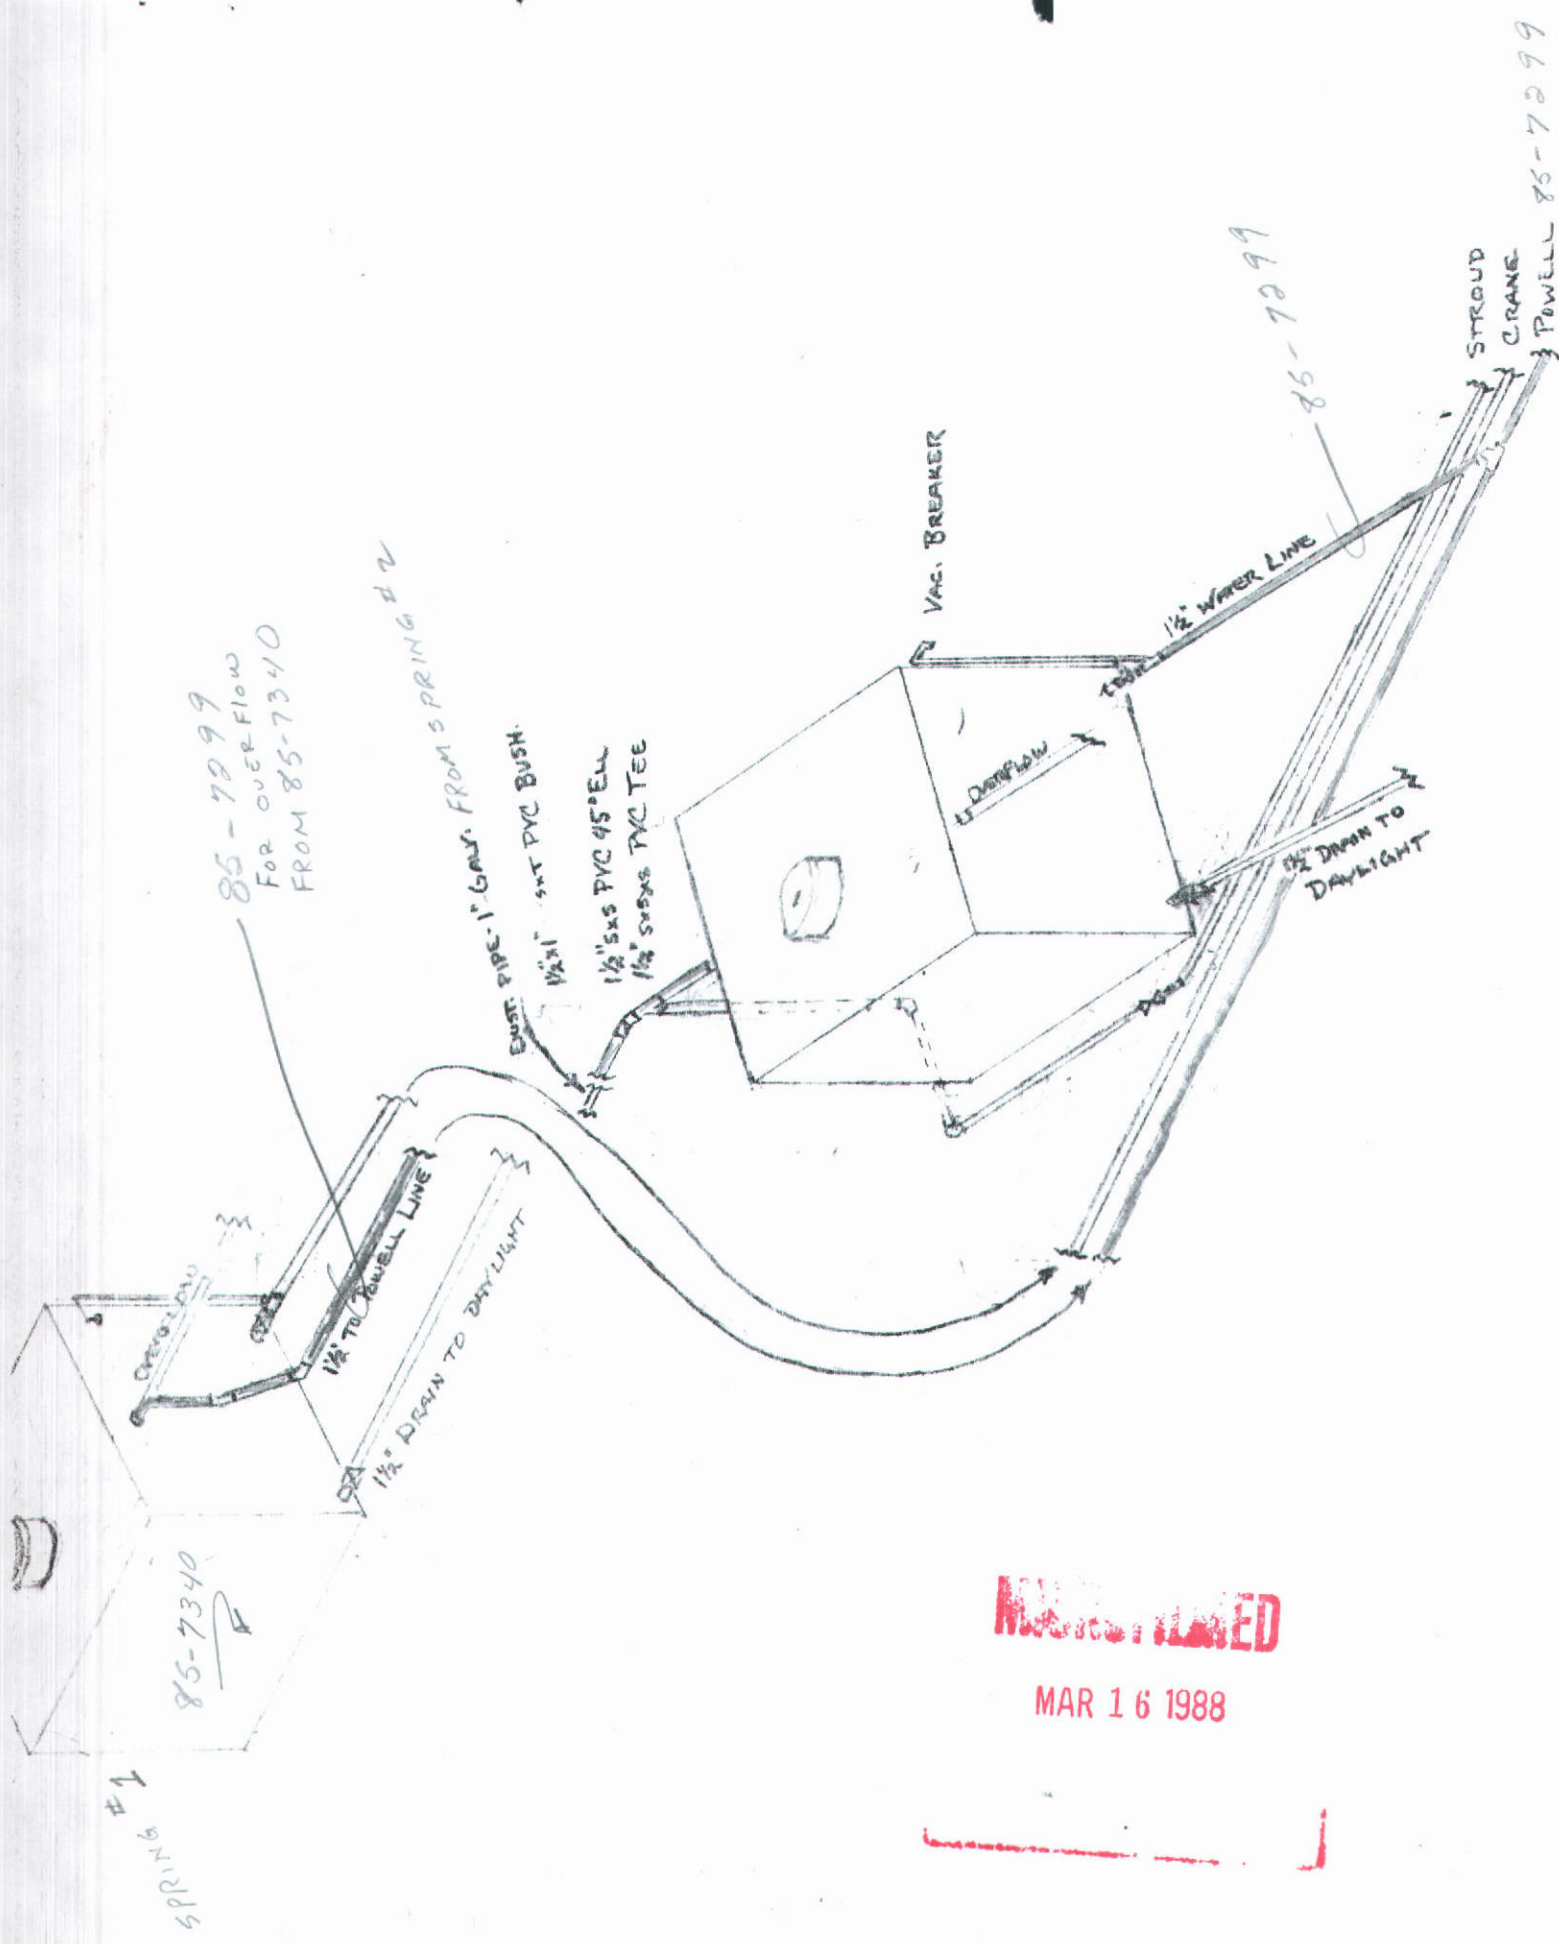 SPRING #1
85-7340
OVERFLOW
1½" TO POWELL LINE
1½" DRAIN TO DAYLIGHT
85-7299
FOR OVERFLOW
FROM 85-7340
EXIST. PIPE-1" GALV. FROM SPRING #2
1½"x1" SXT PVC BUSH.
1½" SXS PVC 45° ELL
1½" SXSXS PVC TEE
VAC. BREAKER
OVERFLOW
1½" WATER LINE
85-7299
1½" DRAIN TO
DAYLIGHT
STROUD
CRANE
POWELL 85-7299
MICROFILMED
MAR 16 1988